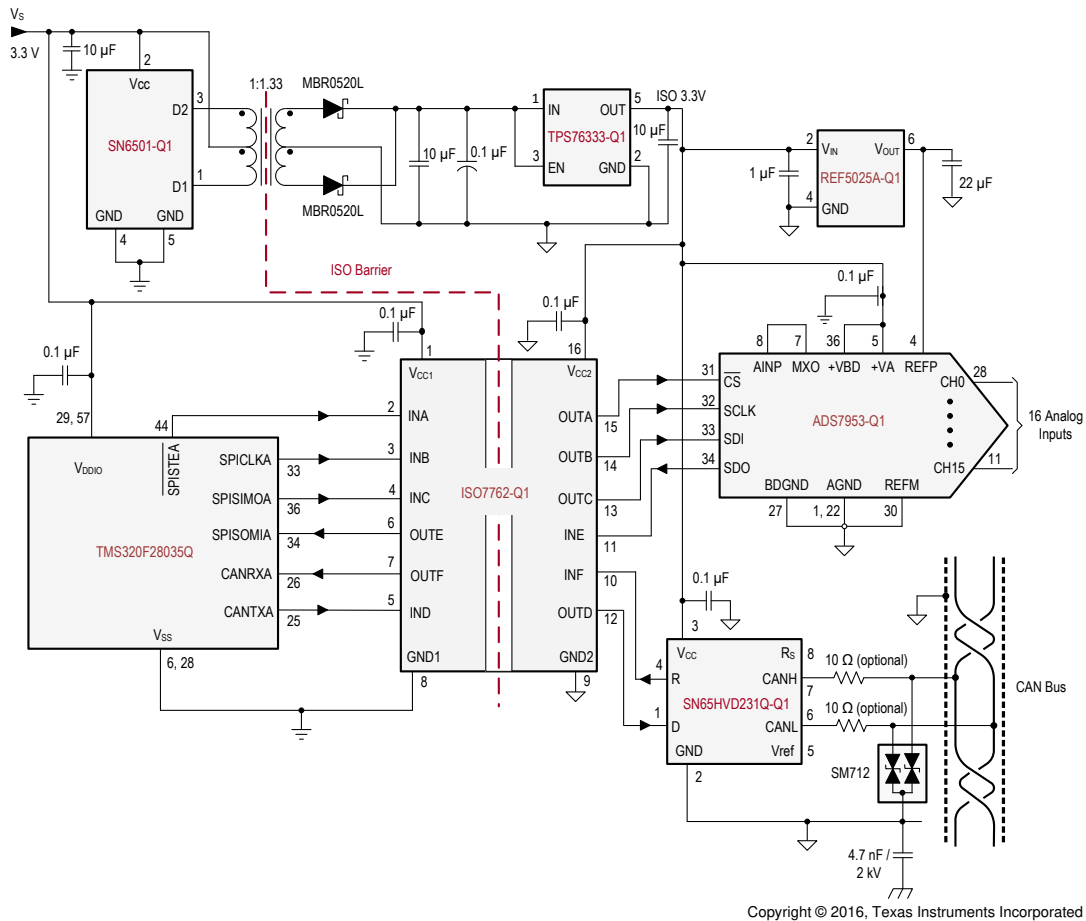 VS
3.3 V
10 µF
2
Vcc
D2
3
SN6501-Q1
D1
1
GND
GND
4
5
1:1.33
MBR0520L
MBR0520L
10 µF
0.1 µF
1
IN
OUT
5
TPS76333-Q1
3
EN
GND
2
10 µF
ISO 3.3V
2
VIN
VOUT
6
REF5025A-Q1
1 µF
4
GND
22 µF
ISO Barrier
0.1 µF
0.1 µF
0.1 µF
0.1 µF
29, 57
44
VDDIO
SPISTEA
SPICLKA
33
SPISIMOA
36
SPISOMIA
34
TMS320F28035Q
CANRXA
26
CANTXA
25
VSS
6, 28
1
16
VCC1
VCC2
2
INA
OUTA
15
3
INB
OUTB
14
4
INC
OUTC
13
ISO7762-Q1
6
OUTE
INE
11
7
OUTF
INF
10
5
IND
OUTD
12
GND1
GND2
8
9
8
7
36
5
4
AINP
MXO
+VBD
+VA
REFP
31
CS
32
SCLK
33
SDI
34
SDO
ADS7953-Q1
CH0
28
CH15
11
16 Analog
Inputs
BDGND
AGND
REFM
27
1, 22
30
0.1 µF
3
VCC
RS
8
4
R
CANH
7
SN65HVD231Q-Q1
1
D
CANL
6
GND
Vref
5
2
10 Ω (optional)
10 Ω (optional)
SM712
CAN Bus
4.7 nF /
2 kV
Copyright © 2016, Texas Instruments Incorporated